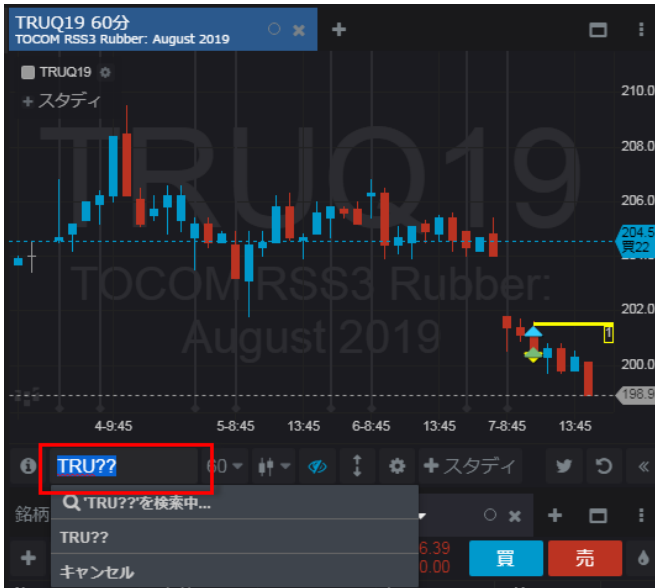 TRUQ19 60分
TOCOM RSS3 Rubber: August 2019
TRUQ19
+ スタディ
TRUQ19
TOCOM RSS3 Rubber:
August 2019
210.0
208.0
206.0
204.5
買22
202.0
1
200.0
198.9
4-9:45 5-8:45 13:45 6-8:45 13:45 7-8:45 13:45
TRU?? 60 + スタディ
'TRU??'を検索中...
銘柄
TRU??
6.39
0.00
買 売
キャンセル